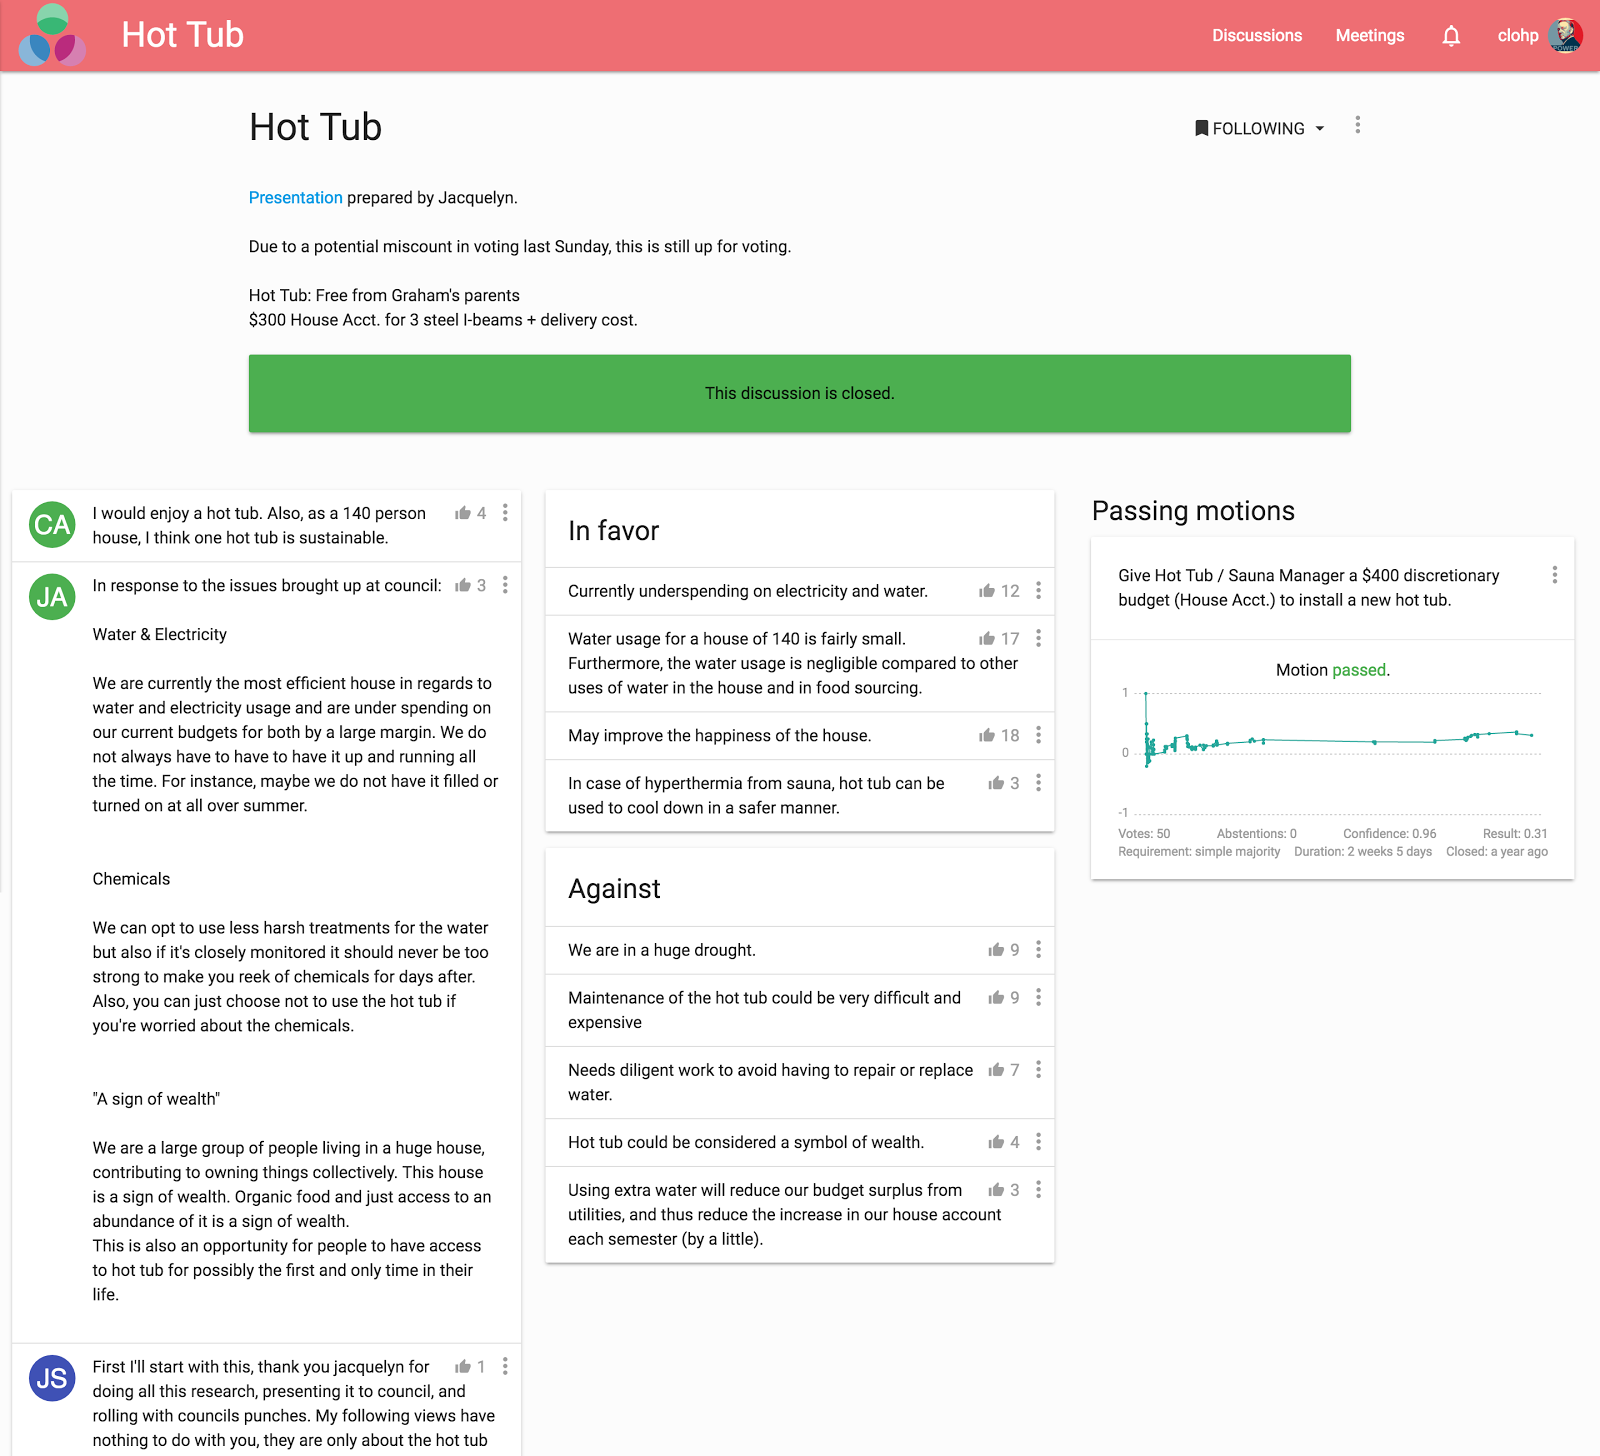 Hot Tub
Discussions
Meetings
clohp
POWER
Hot Tub
FOLLOWING
Presentation prepared by Jacquelyn.
Due to a potential miscount in voting last Sunday, this is still up for voting.
Hot Tub: Free from Graham's parents
$300 House Acct. for 3 steel I-beams + delivery cost.
This discussion is closed.
CA
I would enjoy a hot tub. Also, as a 140 person
house, I think one hot tub is sustainable.
4
JA
In response to the issues brought up at council:
3
Water & Electricity
We are currently the most efficient house in regards to
water and electricity usage and are under spending on
our current budgets for both by a large margin. We do
not always have to have to have it up and running all
the time. For instance, maybe we do not have it filled or
turned on at all over summer.
Chemicals
We can opt to use less harsh treatments for the water
but also if it's closely monitored it should never be too
strong to make you reek of chemicals for days after.
Also, you can just choose not to use the hot tub if
you're worried about the chemicals.
"A sign of wealth"
We are a large group of people living in a huge house,
contributing to owning things collectively. This house
is a sign of wealth. Organic food and just access to an
abundance of it is a sign of wealth.
This is also an opportunity for people to have access
to hot tub for possibly the first and only time in their
life.
JS
First I'll start with this, thank you jacquelyn for
1
doing all this research, presenting it to council, and
rolling with councils punches. My following views have
nothing to do with you, they are only about the hot tub
In favor
Currently underspending on electricity and water.
12
Water usage for a house of 140 is fairly small.
17
Furthermore, the water usage is negligible compared to other
uses of water in the house and in food sourcing.
May improve the happiness of the house.
18
In case of hyperthermia from sauna, hot tub can be
3
used to cool down in a safer manner.
Against
We are in a huge drought.
9
Maintenance of the hot tub could be very difficult and
9
expensive
Needs diligent work to avoid having to repair or replace
7
water.
Hot tub could be considered a symbol of wealth.
4
Using extra water will reduce our budget surplus from
3
utilities, and thus reduce the increase in our house account
each semester (by a little).
Passing motions
Give Hot Tub / Sauna Manager a $400 discretionary
budget (House Acct.) to install a new hot tub.
Motion passed.
1
0
-1
Votes: 50
Abstentions: 0
Confidence: 0.96
Result: 0.31
Requirement: simple majority
Duration: 2 weeks 5 days
Closed: a year ago